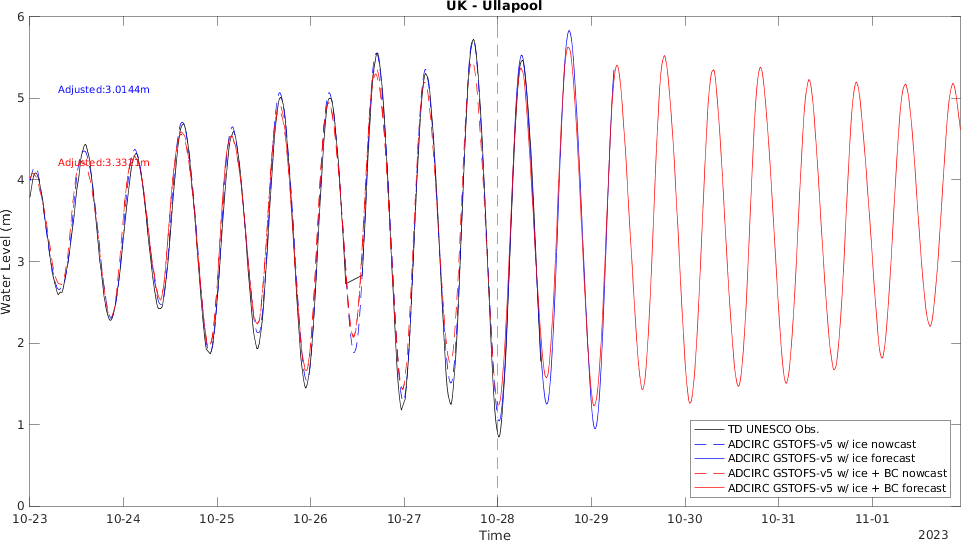 UK - Ullapool
6
5
4
3
2
1
0
Water Level (m)
Adjusted:3.0144m
Adjusted:3.3321m
TD UNESCO Obs.
ADCIRC GSTOFS-v5 w/ ice nowcast
ADCIRC GSTOFS-v5 w/ ice forecast
ADCIRC GSTOFS-v5 w/ ice + BC nowcast
ADCIRC GSTOFS-v5 w/ ice + BC forecast
10-23 10-24 10-25 10-26 10-27 10-28 10-29 10-30 10-31 11-01
Time
2023